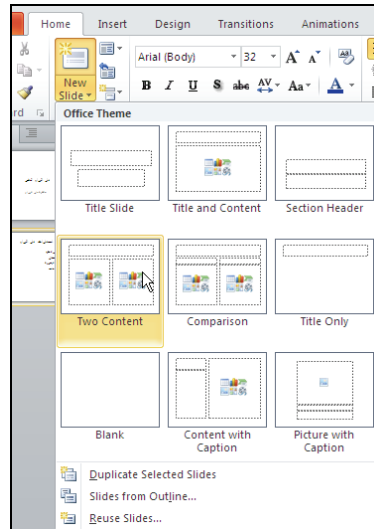 Home Insert Design Transitions Animations
Arial (Body) 32 A A Aa
New Slide B I U S abc AV Aa A
rd
Office Theme
Title Slide Title and Content Section Header
Two Content Comparison Title Only
Blank Content with Caption Picture with Caption
Duplicate Selected Slides
Slides from Outline...
Reuse Slides...